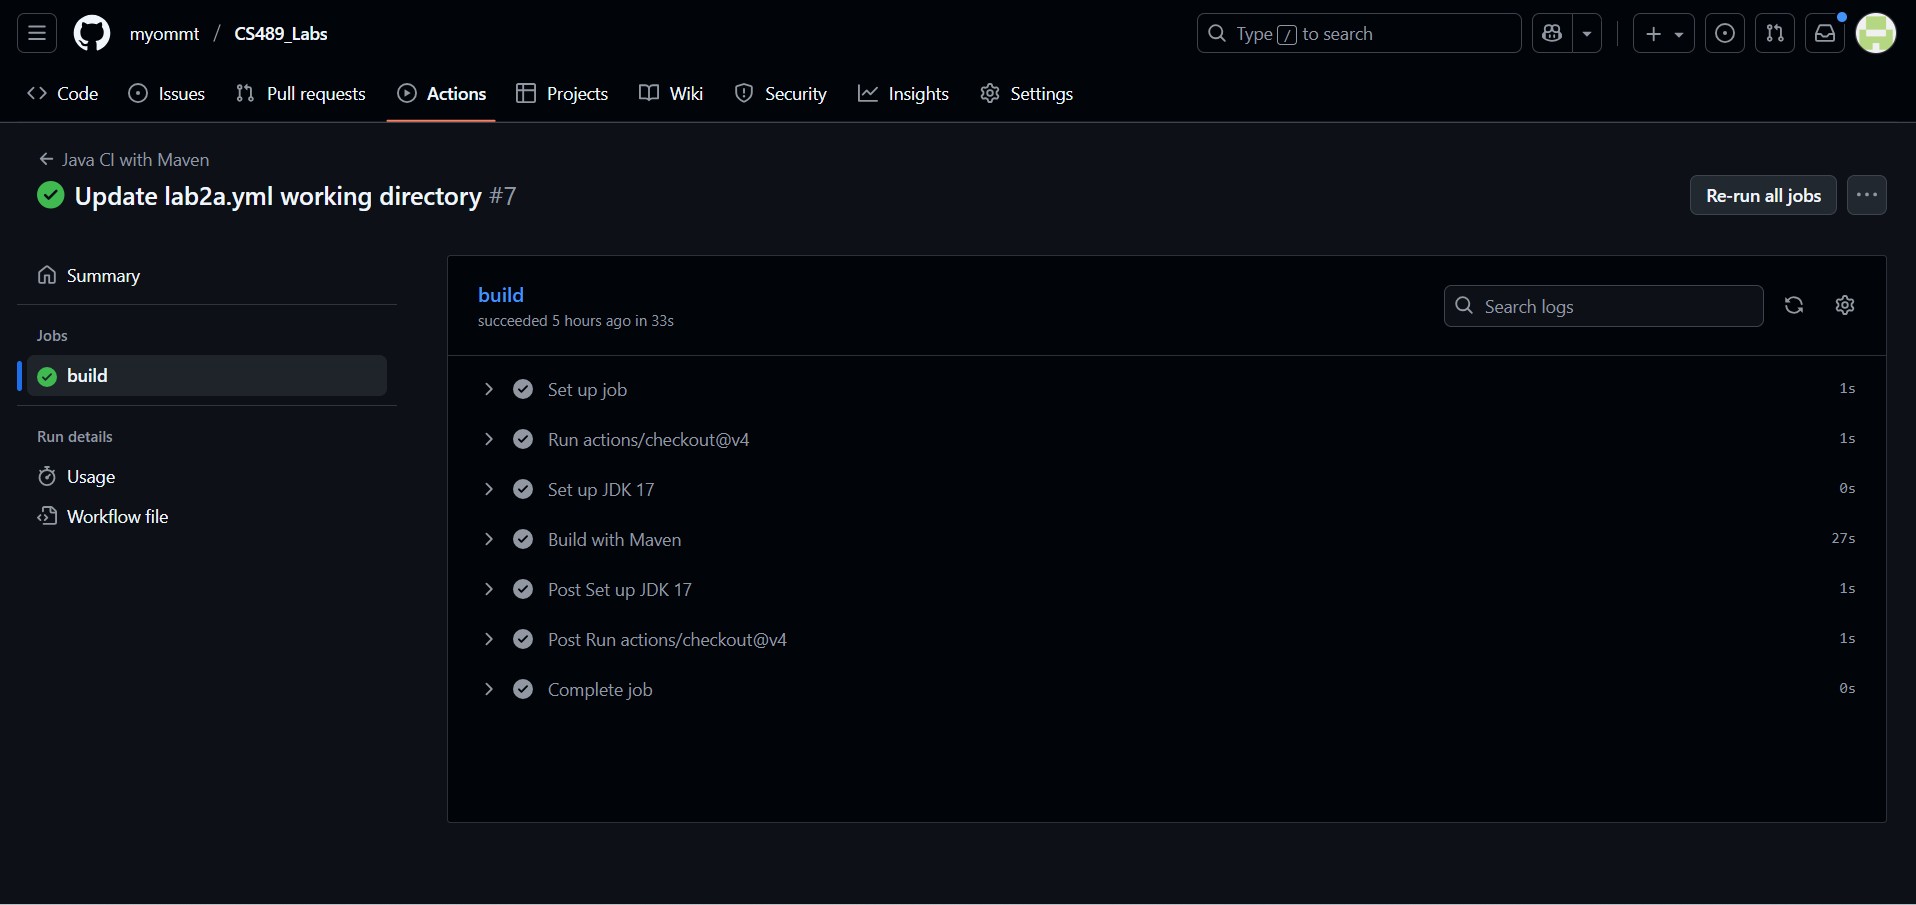 myommt / CS489_Labs
Type / to search
Code Issues Pull requests Actions Projects Wiki Security Insights Settings
Java CI with Maven
Update lab2a.yml working directory #7
Re-run all jobs
Summary
Jobs
build
Run details
Usage
Workflow file
build
succeeded 5 hours ago in 33s
Search logs
Set up job 1s
Run actions/checkout@v4 1s
Set up JDK 17 0s
Build with Maven 27s
Post Set up JDK 17 1s
Post Run actions/checkout@v4 1s
Complete job 0s